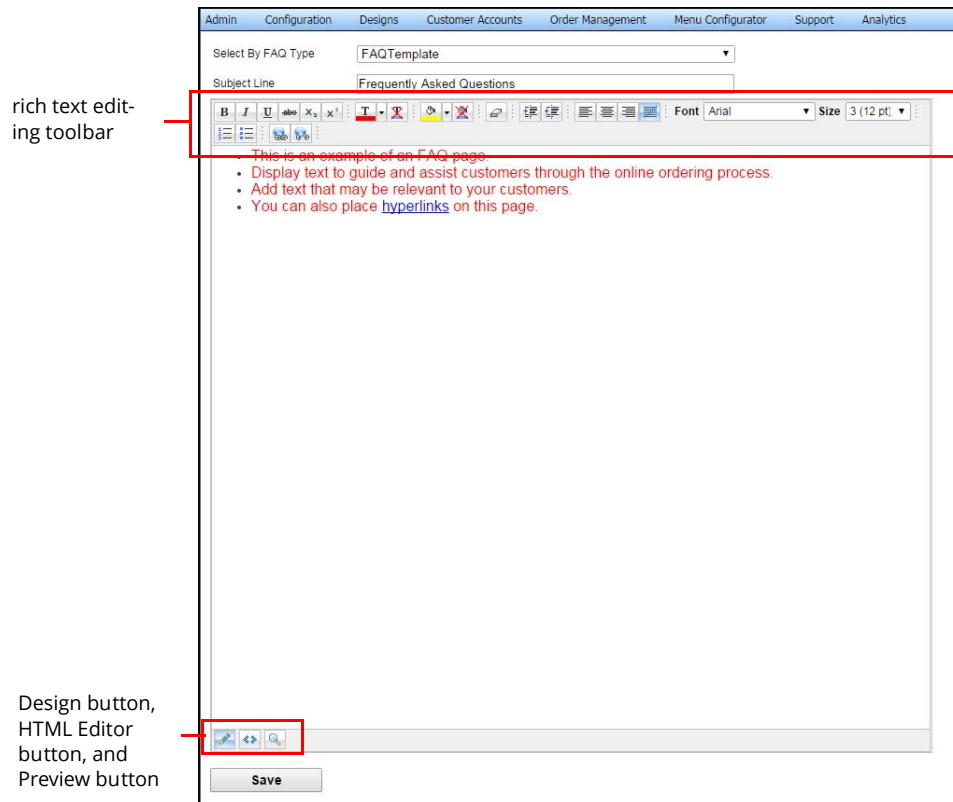 Admin Configuration Designs Customer Accounts Order Management Menu Configurator Support Analytics
Select By FAQ Type FAQTemplate
Subject Line Frequently Asked Questions
rich text edit-
ing toolbar
B I U abc X₂ X¹ T T Font Arial Size 3 (12 pt)
• This is an example of an FAQ page.
• Display text to guide and assist customers through the online ordering process.
• Add text that may be relevant to your customers.
• You can also place hyperlinks on this page.
Design button,
HTML Editor
button, and
Preview button
Save